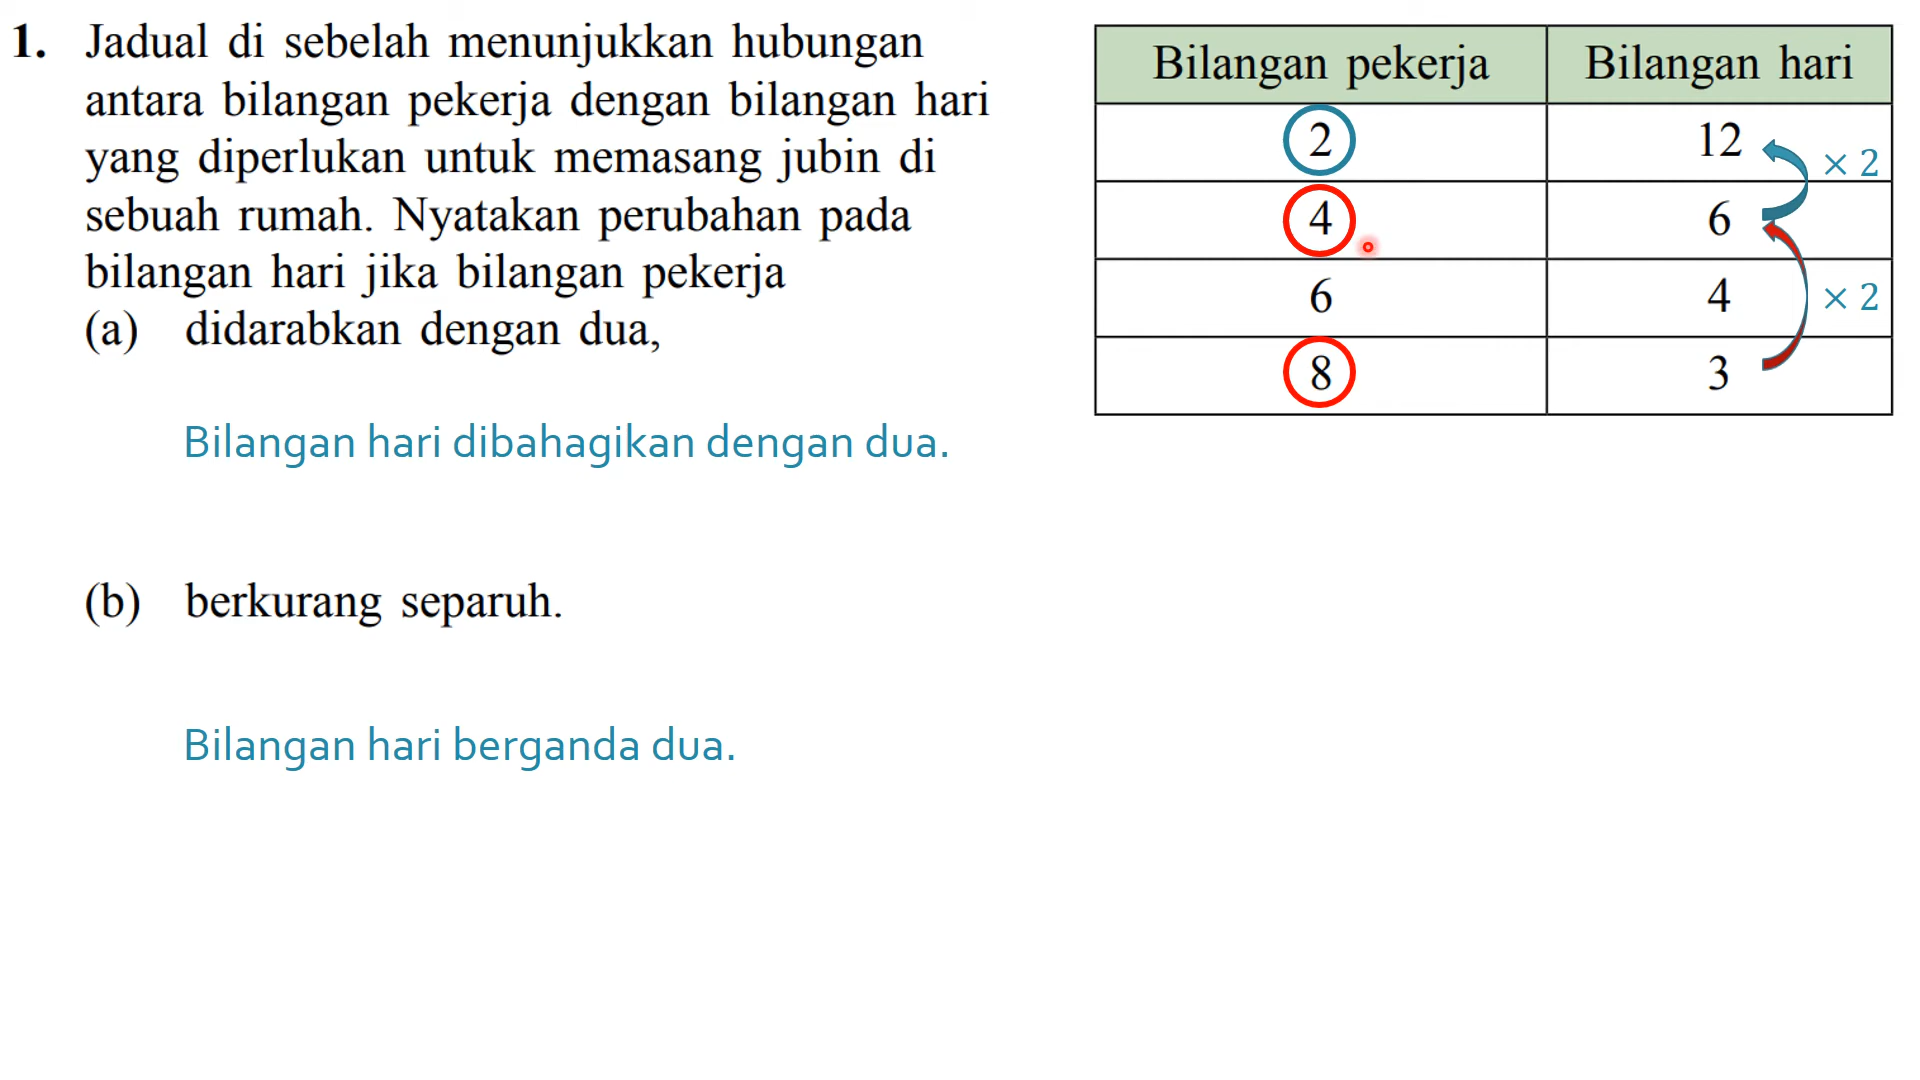 1. Jadual di sebelah menunjukkan hubungan
antara bilangan pekerja dengan bilangan hari
yang diperlukan untuk memasang jubin di
sebuah rumah. Nyatakan perubahan pada
bilangan hari jika bilangan pekerja
(a) didarabkan dengan dua,
Bilangan hari dibahagikan dengan dua.
(b) berkurang separuh.
Bilangan hari berganda dua.
Bilangan pekerja Bilangan hari
2 12
× 2
4 6
6 4 × 2
8 3